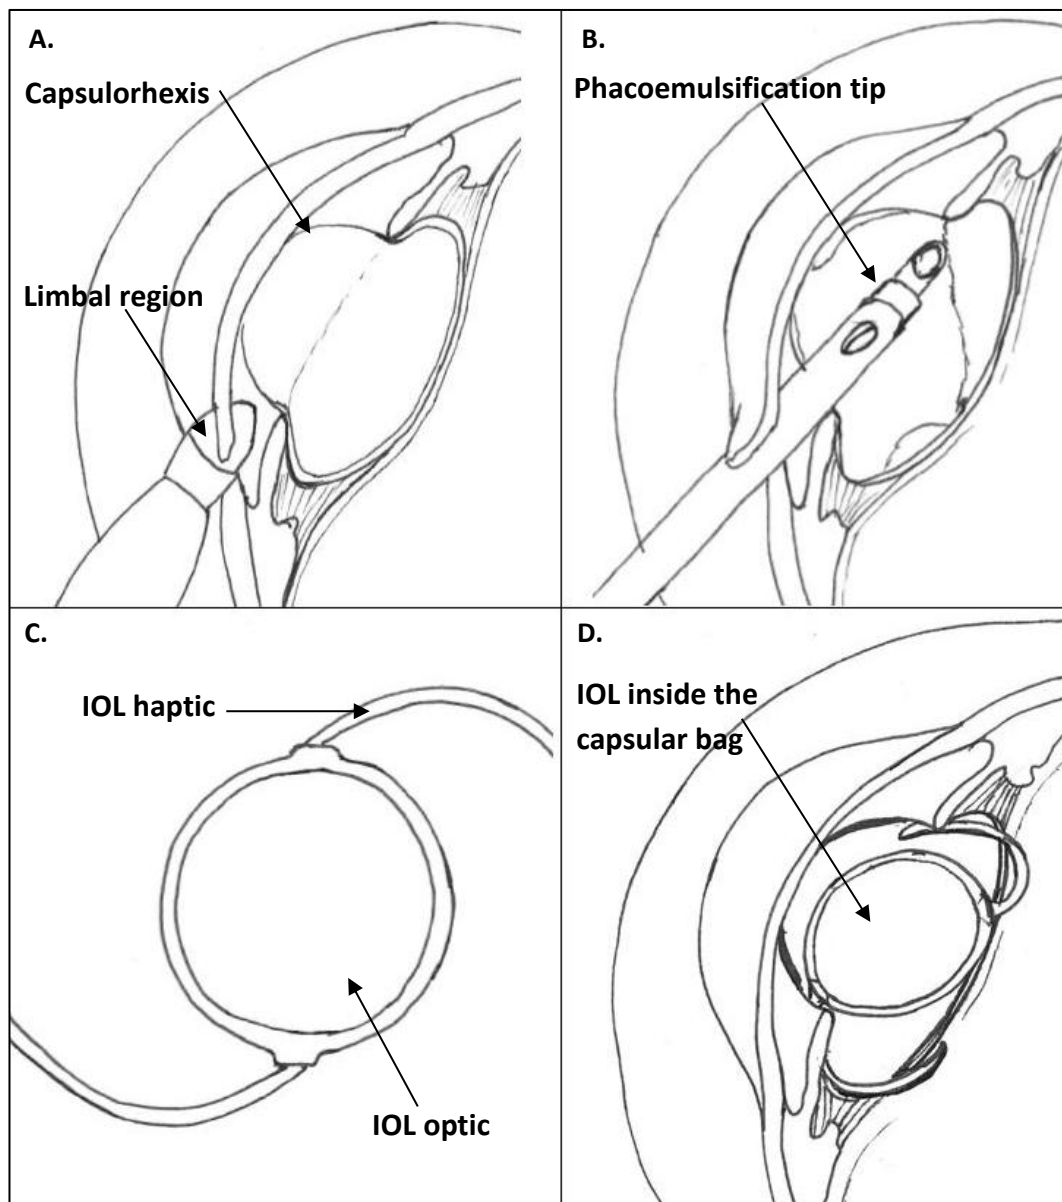 A.
Capsulorhexis
Limbal region
B.
Phacoemulsification tip
C.
IOL haptic
IOL optic
D.
IOL inside the
capsular bag